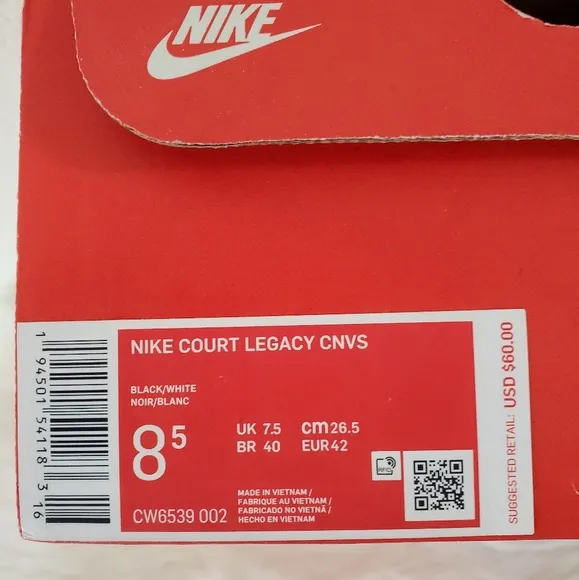 NIKE
NIKE COURT LEGACY CNVS
BLACK/WHITE
NOIR/BLANC
8 5
UK 7.5 cm 26.5
BR 40 EUR 42
CW6539 002
MADE IN VIETNAM /
FABRIQUE AU VIETNAM /
FABRICADO NO VIETNÃ /
HECHO EN VIETNAM
SUGGESTED RETAIL: USD $60.00
1 94501 54118 3 16